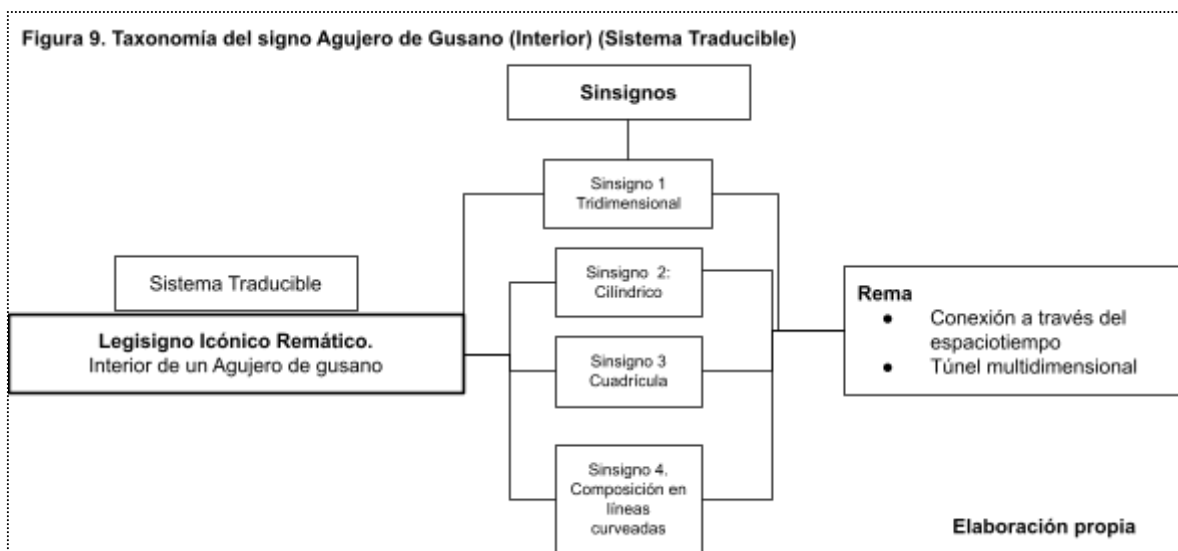 Figura 9. Taxonomía del signo Agujero de Gusano (Interior) (Sistema Traducible)
Sinsignos
Sinsigno 1
Tridimensional
Sistema Traducible
Legisigno Icónico Remático.
Interior de un Agujero de gusano
Sinsigno 2:
Cilíndrico
Sinsigno 3
Cuadrícula
Sinsigno 4.
Composición en
líneas
curveadas
Rema
● Conexión a través del
espaciotiempo
● Túnel multidimensional
Elaboración propia